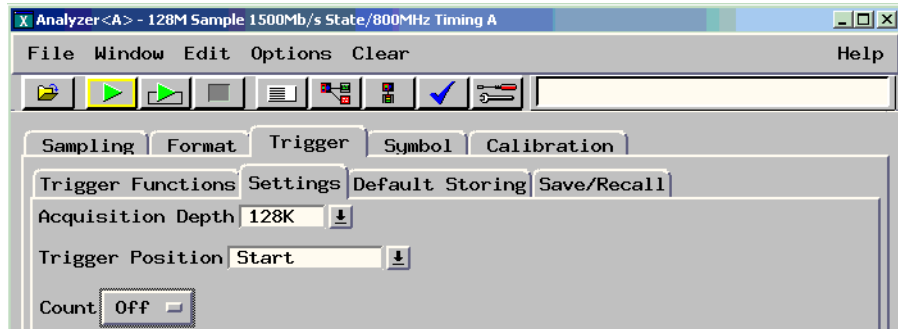 Analyzer<A> - 128M Sample 1500Mb/s State/800MHz Timing A
File Window Edit Options Clear Help
Sampling Format Trigger Symbol Calibration
Trigger Functions Settings Default Storing Save/Recall
Acquisition Depth 128K
Trigger Position Start
Count Off